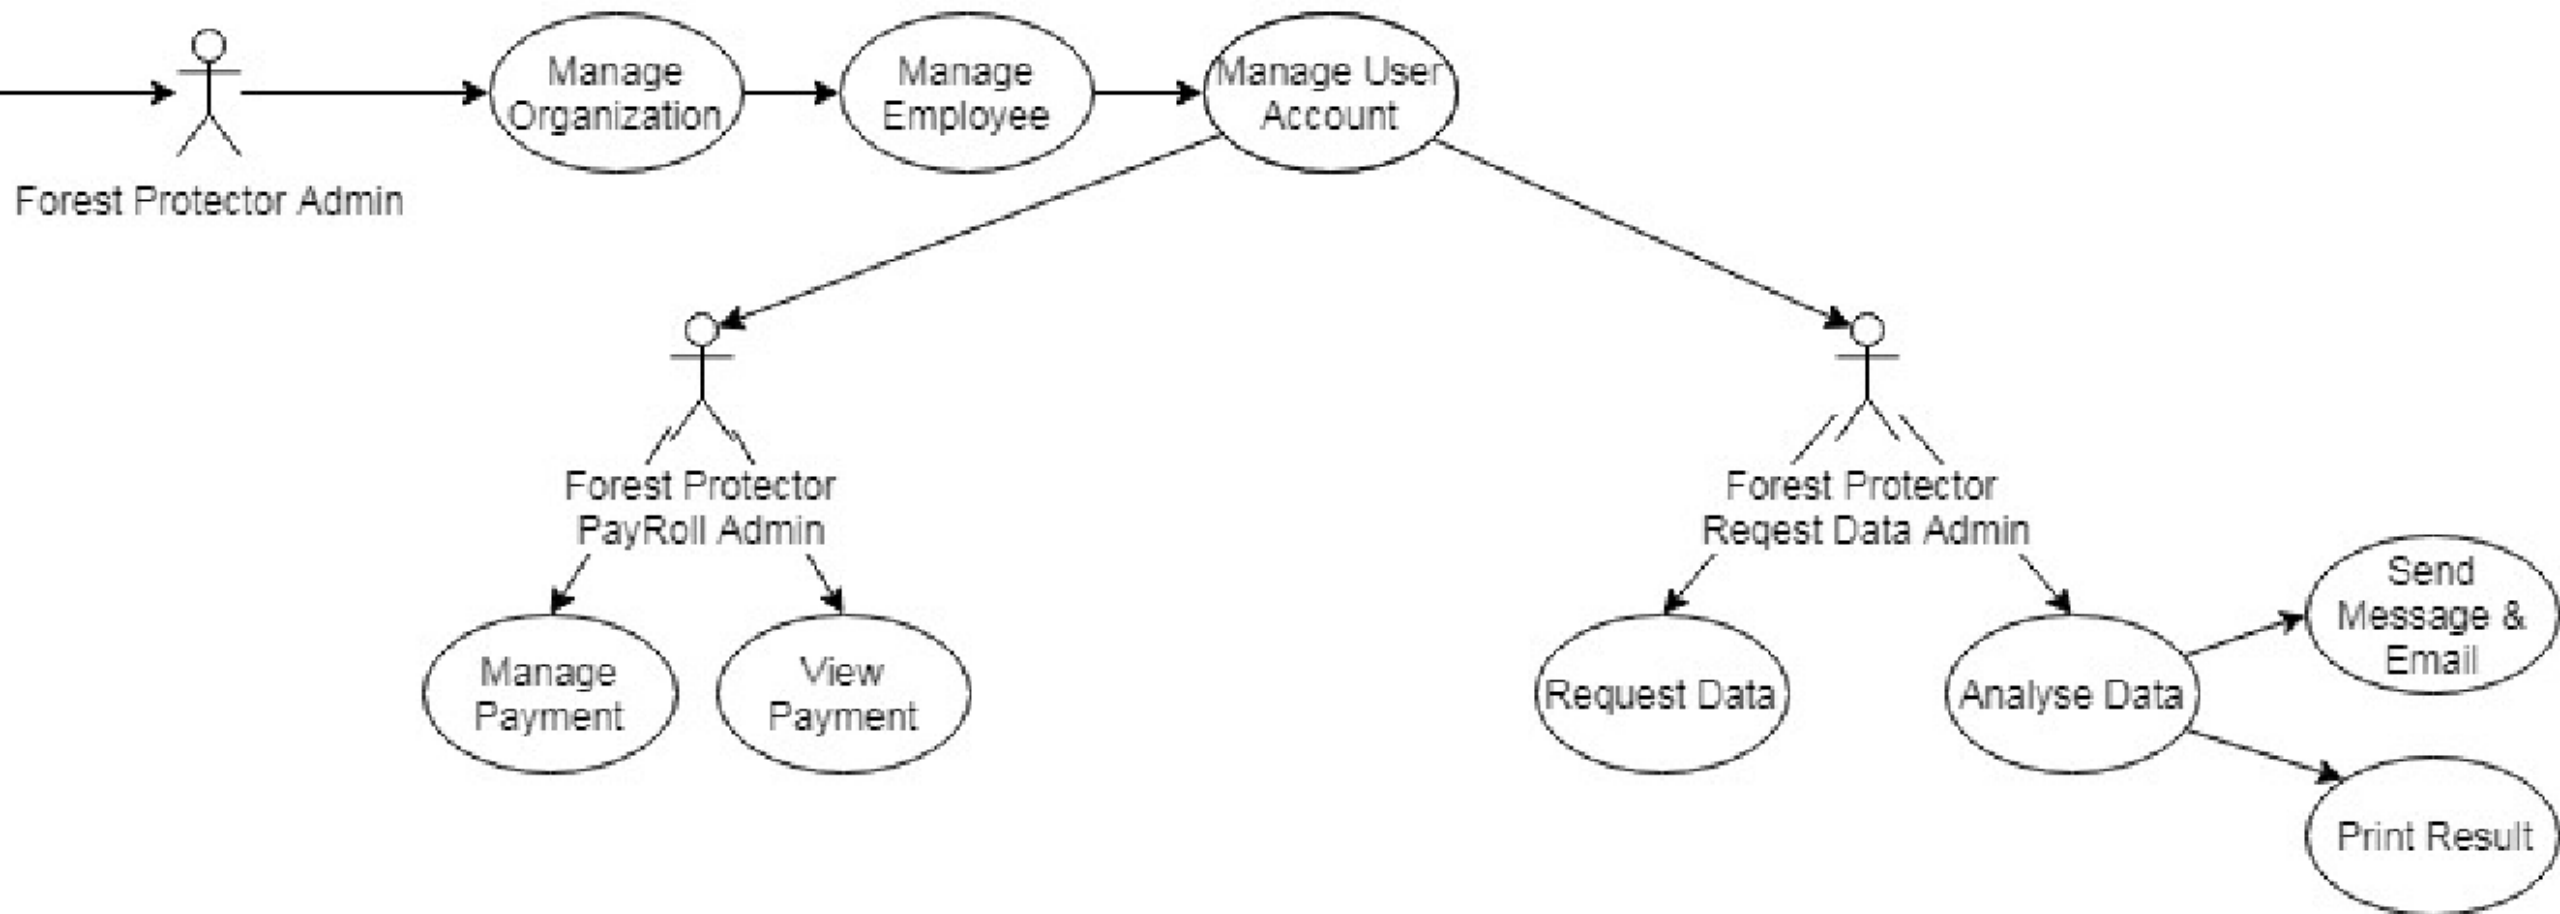 Manage
Organization
Manage
Employee
Manage User
Account
Forest Protector Admin
Forest Protector
PayRoll Admin
Forest Protector
Reqest Data Admin
Manage
Payment
View
Payment
Request Data
Analyse Data
Send
Message &
Email
Print Result